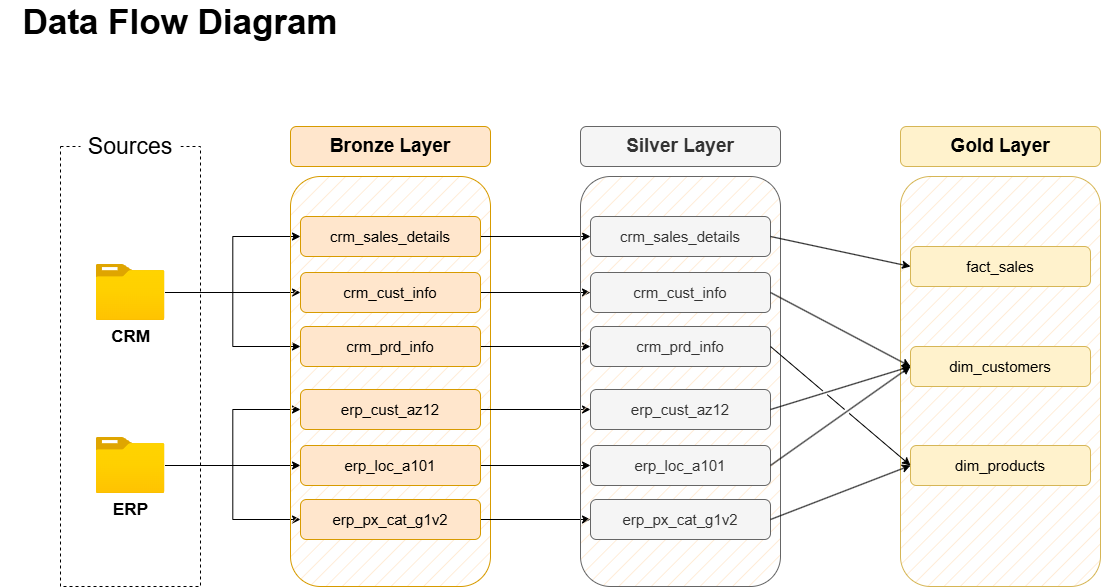 Data Flow Diagram
Sources
CRM
ERP
Bronze Layer
crm_sales_details
crm_cust_info
crm_prd_info
erp_cust_az12
erp_loc_a101
erp_px_cat_g1v2
Silver Layer
crm_sales_details
crm_cust_info
crm_prd_info
erp_cust_az12
erp_loc_a101
erp_px_cat_g1v2
Gold Layer
fact_sales
dim_customers
dim_products